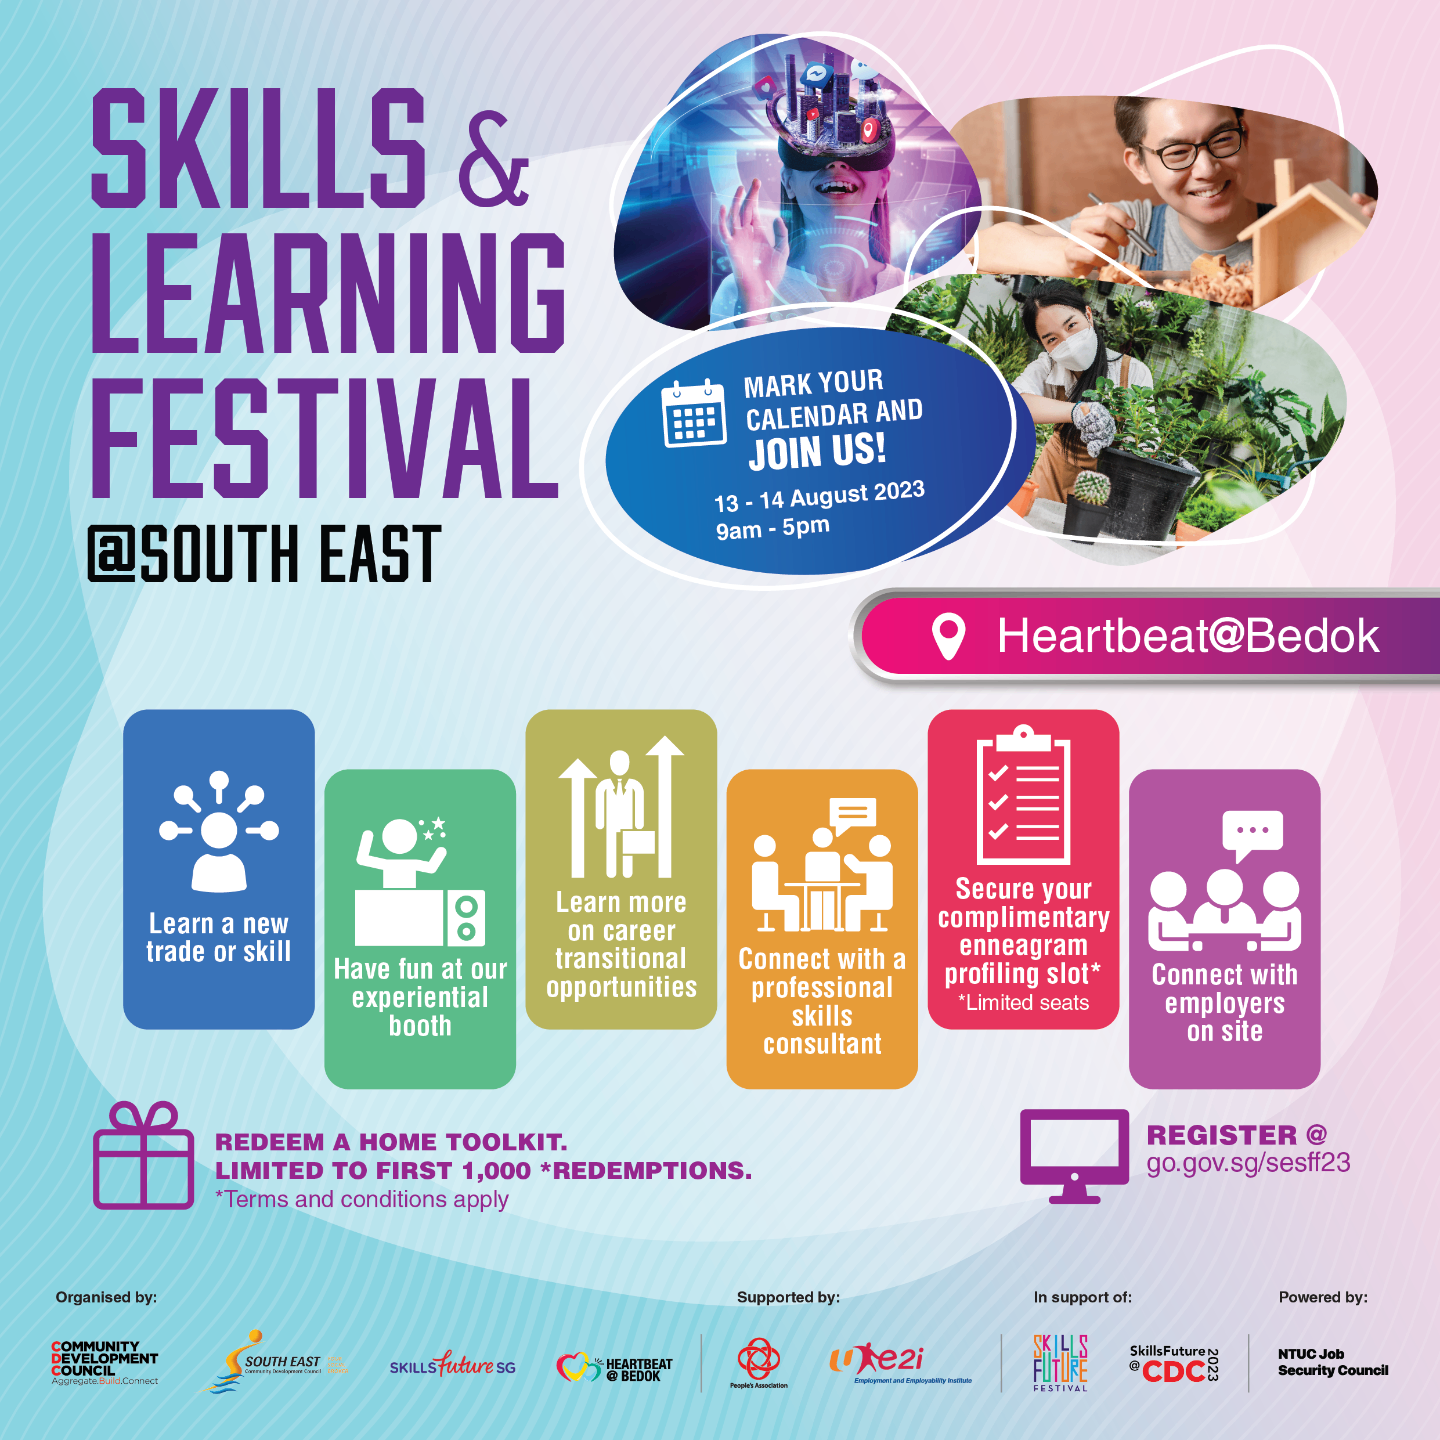 SKILLS &
LEARNING
FESTIVAL
@SOUTH EAST
MARK YOUR
CALENDAR AND
JOIN US!
13 - 14 August 2023
9am - 5pm
Heartbeat@Bedok
Learn a new
trade or skill
Have fun at our
experiential
booth
Learn more
on career
transitional
opportunities
Connect with a
professional
skills
consultant
Secure your
complimentary
enneagram
profiling slot*
*Limited seats
Connect with
employers
on site
REDEEM A HOME TOOLKIT.
LIMITED TO FIRST 1,000 *REDEMPTIONS.
*Terms and conditions apply
REGISTER @
go.gov.sg/sesff23
Organised by:
COMMUNITY
DEVELOPMENT
COUNCIL
Aggregate.Build.Connect
SOUTH EAST
Community Development Council
SKILLSfuture SG
HEARTBEAT
@ BEDOK
Supported by:
People's Association
U e2i
Employment and Employability Institute
In support of:
SKILLS
FUTURE
FESTIVAL
SkillsFuture
@CDC
2023
Powered by:
NTUC Job
Security Council